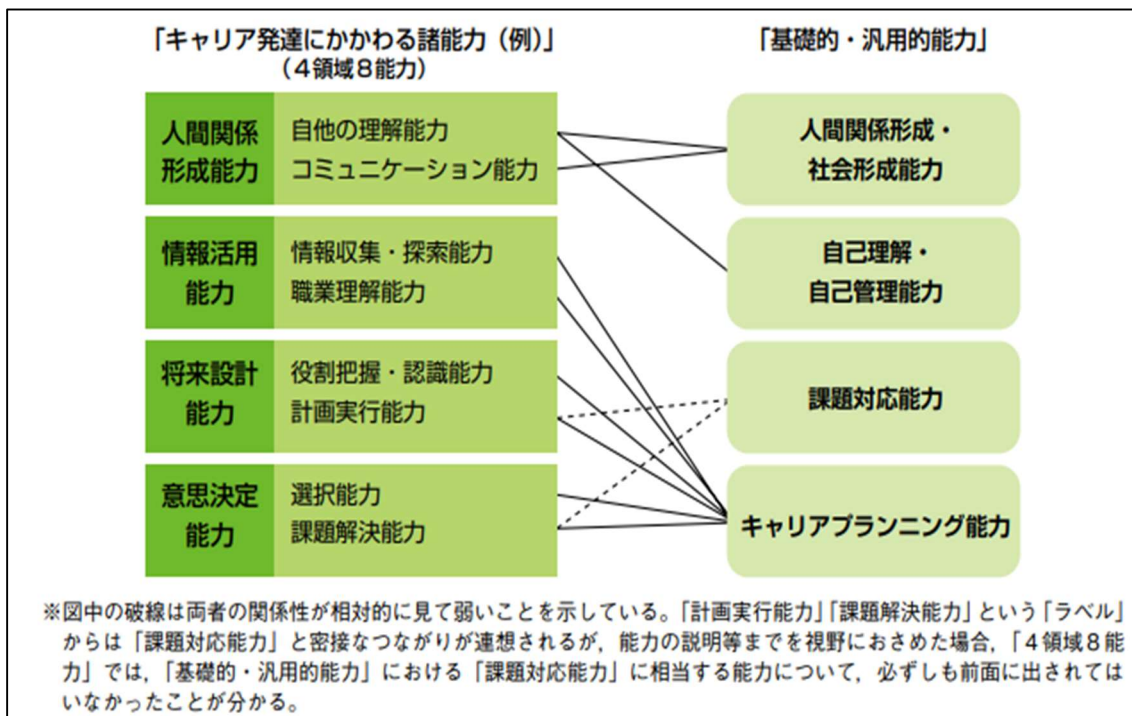 「キャリア発達にかかわる諸能力（例）」
（４領域８能力）
「基礎的・汎用的能力」
人間関係
形成能力
自他の理解能力
コミュニケーション能力
人間関係形成・
社会形成能力
情報活用
能力
情報収集・探索能力
職業理解能力
自己理解・
自己管理能力
将来設計
能力
役割把握・認識能力
計画実行能力
課題対応能力
意思決定
能力
選択能力
課題解決能力
キャリアプランニング能力
※図中の破線は両者の関係性が相対的に見て弱いことを示している。「計画実行能力」「課題解決能力」という「ラベル」
からは「課題対応能力」と密接なつながりが連想されるが，能力の説明等までを視野におさめた場合，「４領域８能
力」では，「基礎的・汎用的能力」における「課題対応能力」に相当する能力について，必ずしも前面に出されては
いなかったことが分かる。